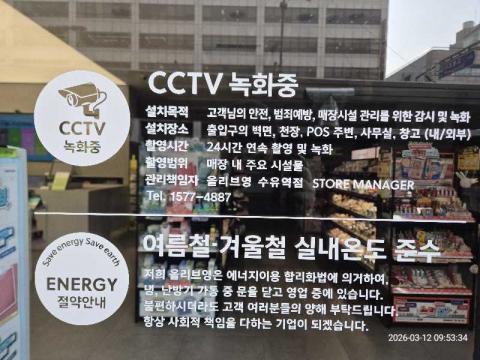 CCTV 녹화중
CCTV
녹화중
설치목적 고객님의 안전, 범죄예방, 매장시설 관리를 위한 감시 및 녹화
설치장소 출입구의 벽면, 천장, POS 주변, 사무실, 창고 (내/외부)
촬영시간 24시간 연속 촬영 및 녹화
촬영범위 매장 내 주요 시설물
관리책임자 올리브영 수유역점 STORE MANAGER
Tel. 1577-4887
Save energy Save earth
ENERGY
절약안내
여름철·겨울철 실내온도 준수
저희 올리브영은 에너지이용 합리화법에 의거하여,
냉, 난방기 가동 중 문을 닫고 영업 중에 있습니다.
불편하시더라도 고객 여러분들의 양해 부탁드립니다.
항상 사회적 책임을 다하는 기업이 되겠습니다.
2026-03-12 09:53:34